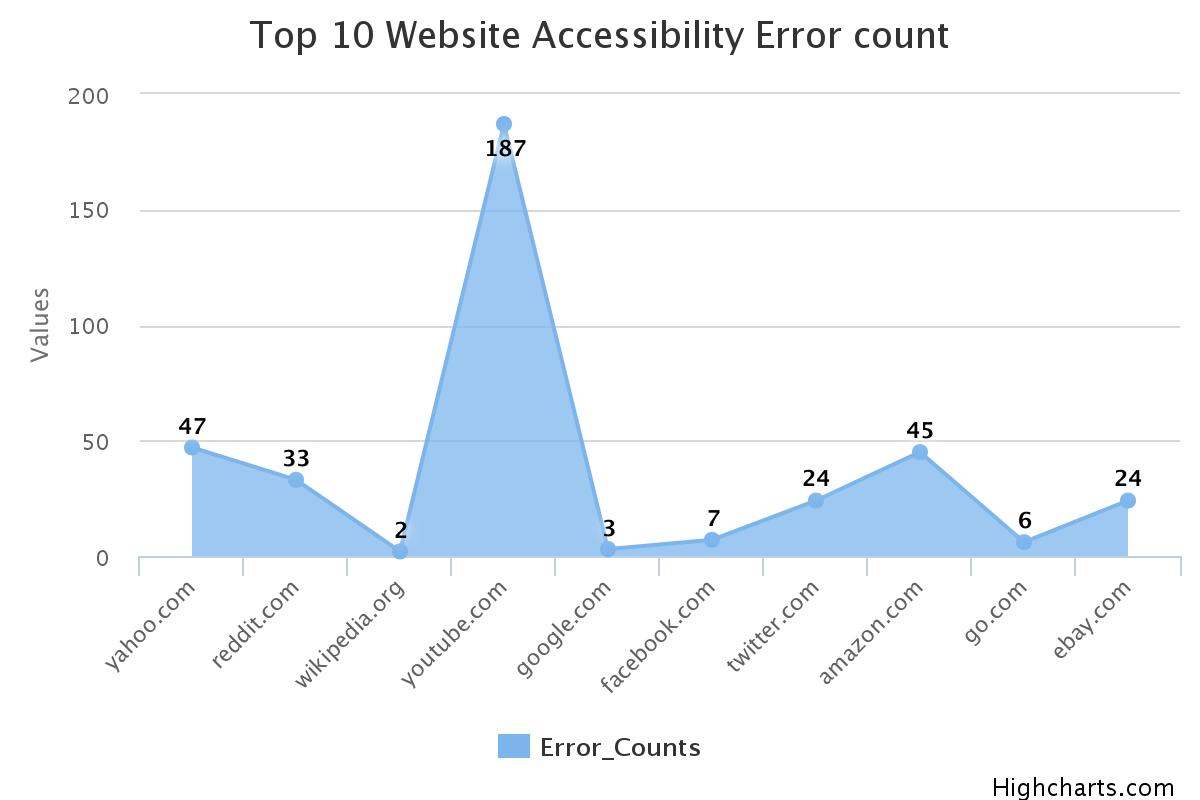 Top 10 Website Accessibility Error count
Values
200
150
100
50
0
47
33
2
187
3
7
24
45
6
24
yahoo.com
reddit.com
wikipedia.org
youtube.com
google.com
facebook.com
twitter.com
amazon.com
go.com
ebay.com
Error_Counts
Highcharts.com